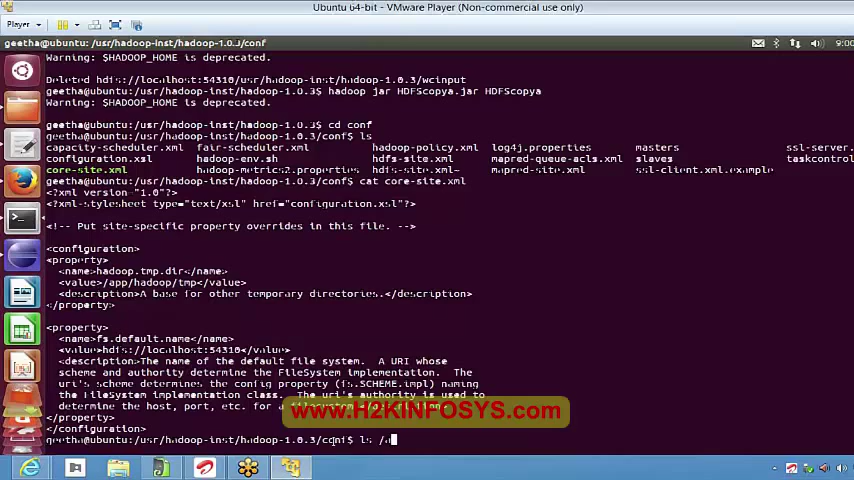 Ubuntu 64-bit - VMware Player (Non-commercial use only)
Player
geetha@ubuntu: /usr/hadoop-inst/hadoop-1.0.3/conf
9:00
Warning: $HADOOP_HOME is deprecated.
Deleted hdfs://localhost:54310/usr/hadoop-inst/hadoop-1.0.3/wcinput
geetha@ubuntu:/usr/hadoop-inst/hadoop-1.0.3$ hadoop jar HDFScopya.jar HDFScopya
Warning: $HADOOP_HOME is deprecated.
geetha@ubuntu:/usr/hadoop-inst/hadoop-1.0.3$ cd conf
geetha@ubuntu:/usr/hadoop-inst/hadoop-1.0.3/conf$ ls
capacity-scheduler.xml fair-scheduler.xml hadoop-policy.xml log4j.properties masters ssl-server.
configuration.xsl hadoop-env.sh hdfs-site.xml mapred-queue-acls.xml slaves taskcontrol
core-site.xml hadoop-metrics2.properties hdfs-site.xml~ mapred-site.xml ssl-client.xml.example
geetha@ubuntu:/usr/hadoop-inst/hadoop-1.0.3/conf$ cat core-site.xml
<?xml version="1.0"?>
<?xml-stylesheet type="text/xsl" href="configuration.xsl"?>
<!-- Put site-specific property overrides in this file. -->
<configuration>
<property>
<name>hadoop.tmp.dir</name>
<value>/app/hadoop/tmp</value>
<description>A base for other temporary directories.</description>
</property>
<property>
<name>fs.default.name</name>
<value>hdfs://localhost:54310</value>
<description>The name of the default file system. A URI whose
scheme and authority determine the FileSystem implementation. The
uri's scheme determines the config property (fs.SCHEME.impl) naming
the FileSystem implementation class. The uri's authority is used to
determine the host, port, etc. for a
</property>
</configuration>
geetha@ubuntu:/usr/hadoop-inst/hadoop-1.0.3/conf$ ls /a
www.H2KINFOSYS.com